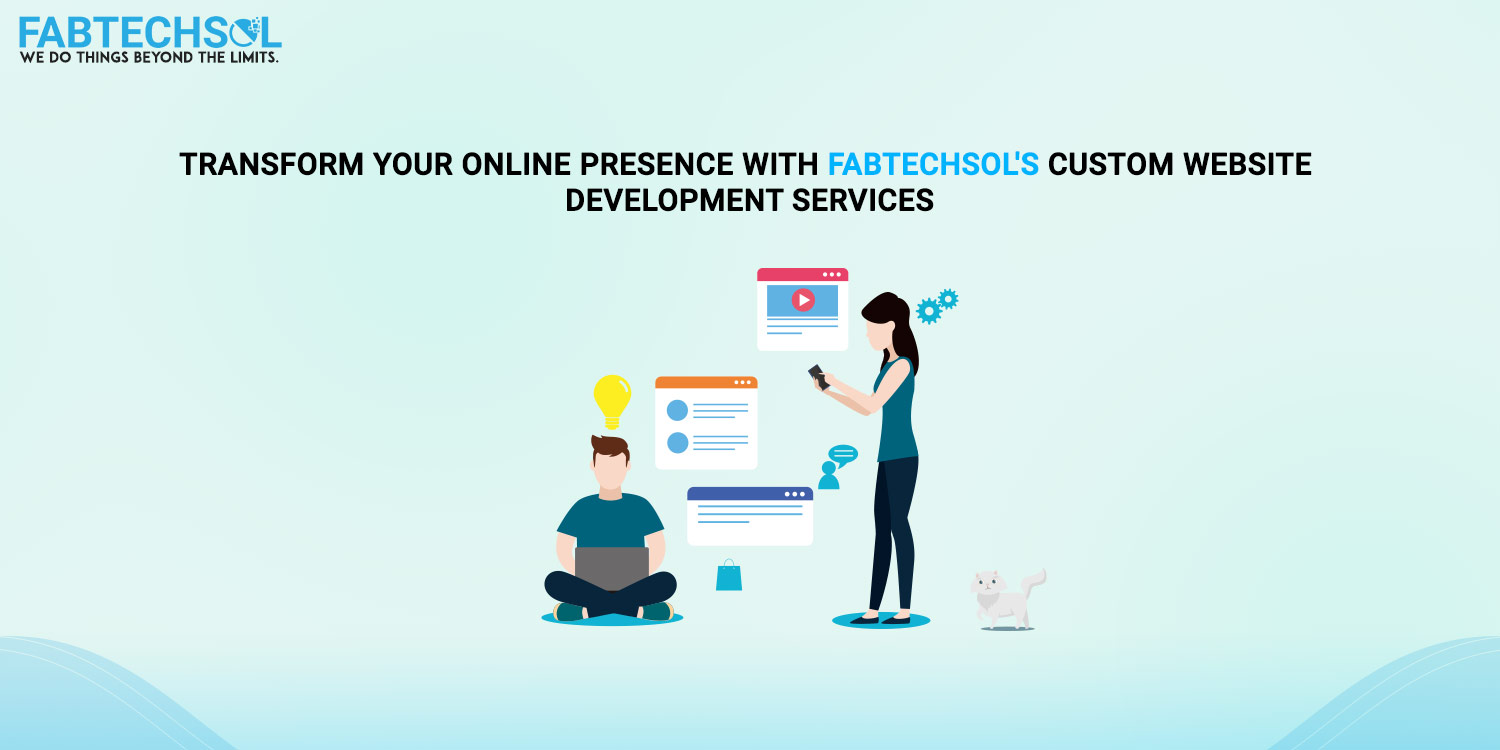 FABTECHSOL
WE DO THINGS BEYOND THE LIMITS.
TRANSFORM YOUR ONLINE PRESENCE WITH FABTECHSOL'S CUSTOM WEBSITE
DEVELOPMENT SERVICES